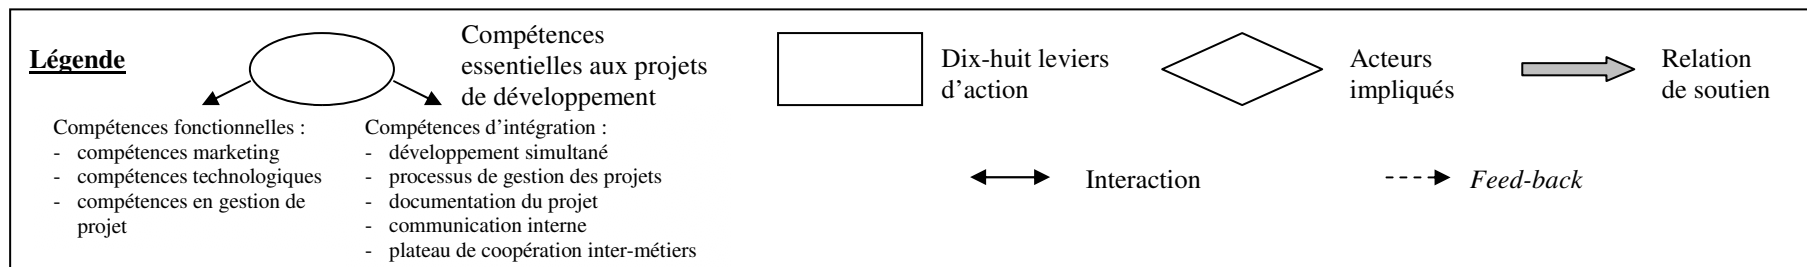 Légende
Compétences
essentielles aux projets
de développement
Dix-huit leviers
d'action
Acteurs
impliqués
Relation
de soutien
Compétences fonctionnelles :
- compétences marketing
- compétences technologiques
- compétences en gestion de
projet
Compétences d'intégration :
- développement simultané
- processus de gestion des projets
- documentation du projet
- communication interne
- plateau de coopération inter-métiers
Interaction
Feed-back